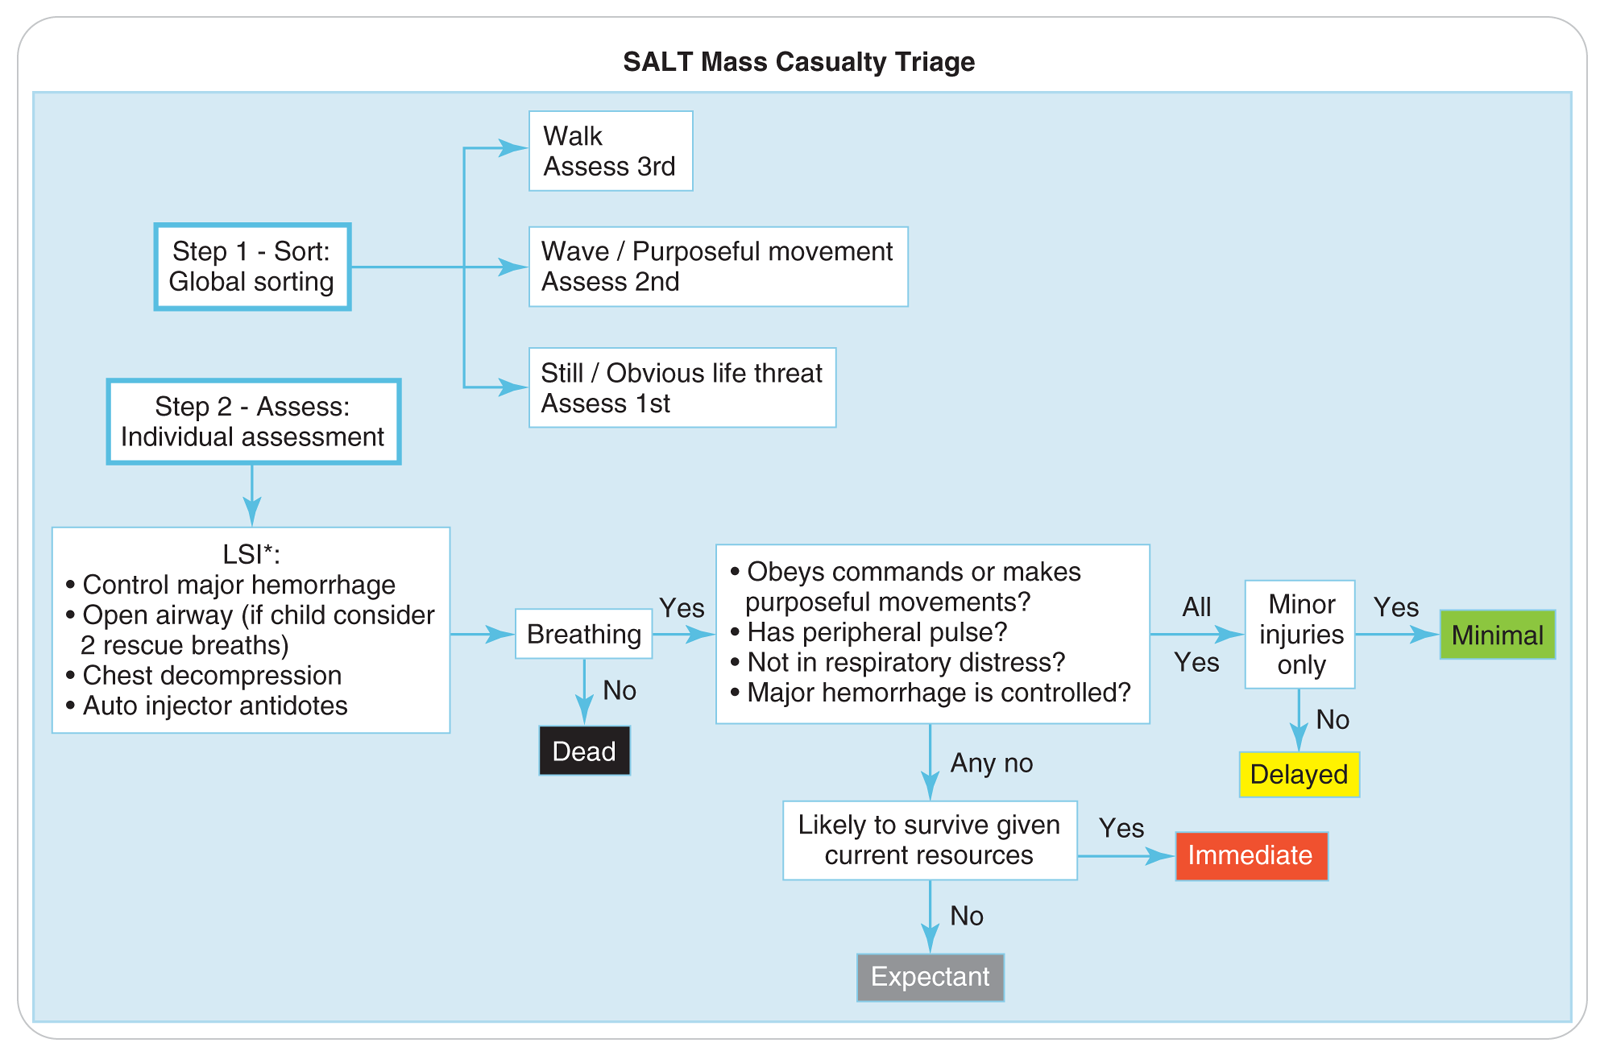 SALT Mass Casualty Triage
Walk
Assess 3rd
Step 1 - Sort:
Global sorting
Wave / Purposeful movement
Assess 2nd
Still / Obvious life threat
Assess 1st
Step 2 - Assess:
Individual assessment
LSI*:
• Control major hemorrhage
• Open airway (if child consider
2 rescue breaths)
• Chest decompression
• Auto injector antidotes
Breathing
Yes
No
Dead
• Obeys commands or makes
purposeful movements?
• Has peripheral pulse?
• Not in respiratory distress?
• Major hemorrhage is controlled?
All
Yes
Minor
injuries
only
Yes
Minimal
No
Delayed
Any no
Likely to survive given
current resources
Yes
Immediate
No
Expectant